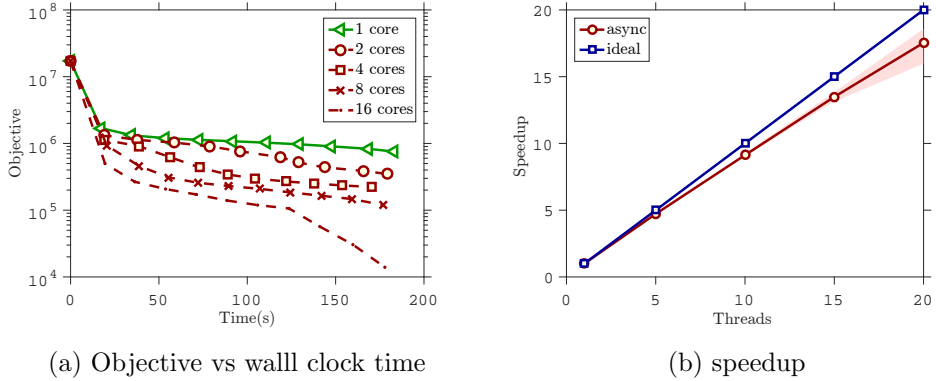 10^8
10^7
10^6
10^5
10^4
0
50
100
150
200
Objective
Time(s)
1 core
2 cores
4 cores
8 cores
16 cores
(a) Objective vs walll clock time
20
15
10
5
0
0
5
10
15
20
Speedup
Threads
async
ideal
(b) speedup